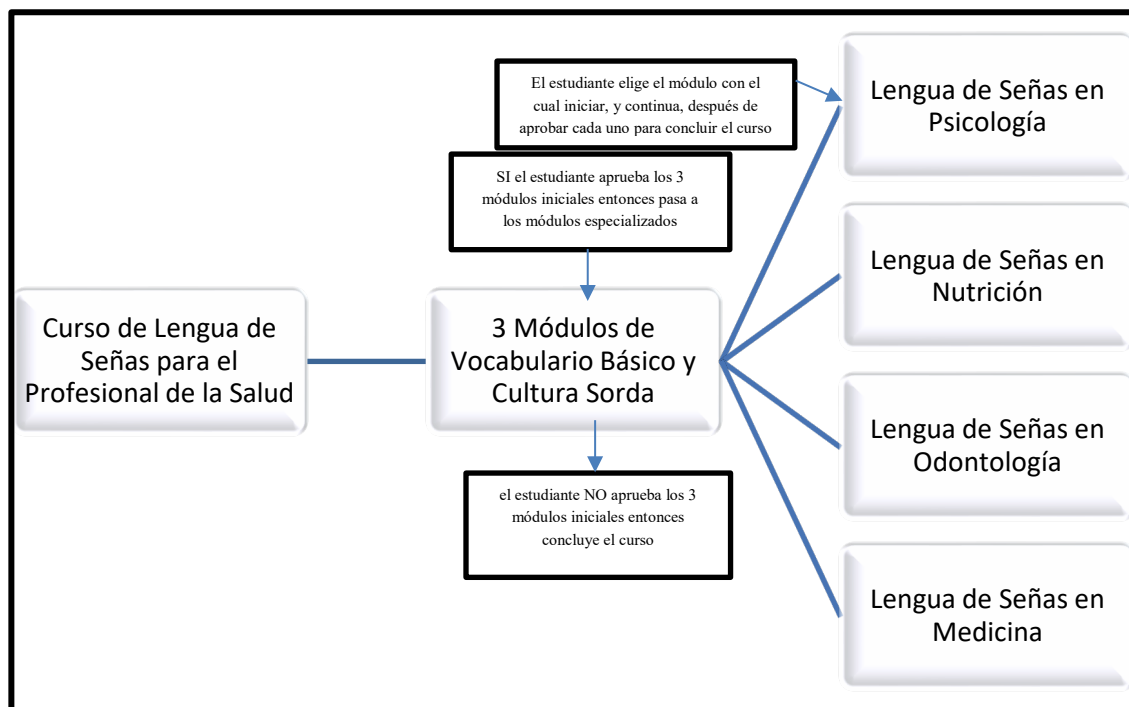 El estudiante elige el módulo con el
cual iniciar, y continua, después de
aprobar cada uno para concluir el curso
SI el estudiante aprueba los 3
módulos iniciales entonces pasa a
los módulos especializados
Curso de Lengua de
Señas para el
Profesional de la Salud
3 Módulos de
Vocabulario Básico y
Cultura Sorda
el estudiante NO aprueba los 3
módulos iniciales entonces
concluye el curso
Lengua de Señas en
Psicología
Lengua de Señas en
Nutrición
Lengua de Señas en
Odontología
Lengua de Señas en
Medicina